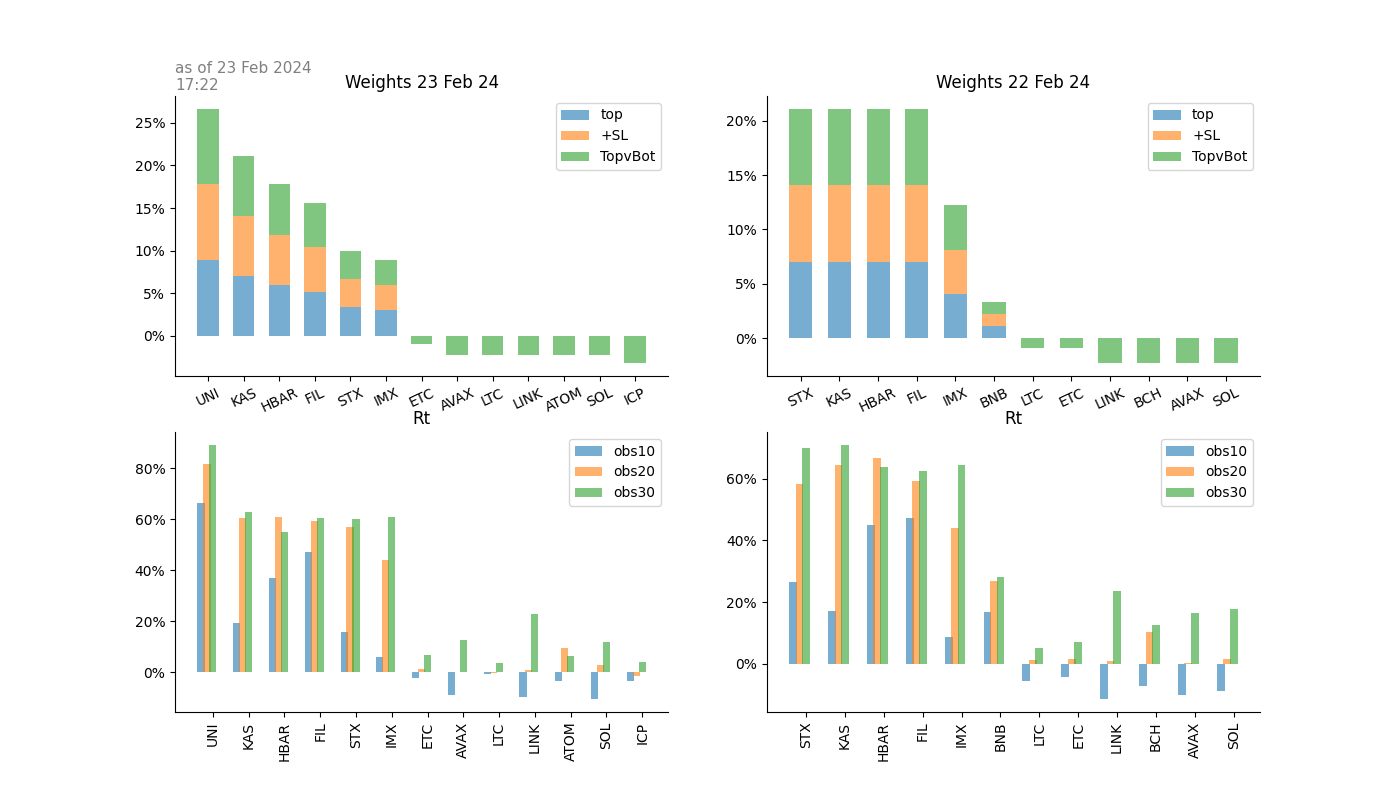 as of 23 Feb 2024
17:22
Weights 23 Feb 24
25%
20%
15%
10%
5%
0%
top
+SL
TopvBot
UNI KAS HBAR FIL STX IMX ETC AVAX LTC LINK ATOM SOL ICP
Weights 22 Feb 24
20%
15%
10%
5%
0%
top
+SL
TopvBot
STX KAS HBAR FIL IMX BNB LTC ETC LINK BCH AVAX SOL
Rt
80%
60%
40%
20%
0%
obs10
obs20
obs30
UNI KAS HBAR FIL STX IMX ETC AVAX LTC LINK ATOM SOL ICP
Rt
60%
40%
20%
0%
obs10
obs20
obs30
STX KAS HBAR FIL IMX BNB LTC ETC LINK BCH AVAX SOL